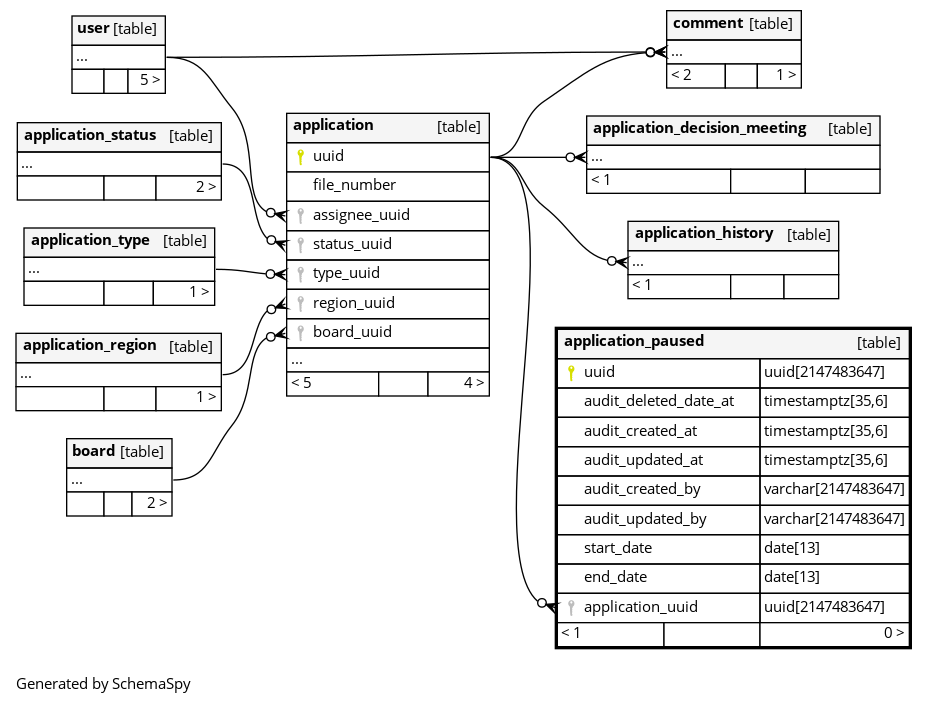 user [table]
...
5 >
application_status [table]
...
2 >
application_type [table]
...
1 >
application_region [table]
...
1 >
board [table]
...
2 >
application [table]
uuid
file_number
assignee_uuid
status_uuid
type_uuid
region_uuid
board_uuid
...
< 5 4 >
comment [table]
...
< 2 1 >
application_decision_meeting [table]
...
< 1
application_history [table]
...
< 1
application_paused [table]
uuid uuid[2147483647]
audit_deleted_date_at timestamptz[35,6]
audit_created_at timestamptz[35,6]
audit_updated_at timestamptz[35,6]
audit_created_by varchar[2147483647]
audit_updated_by varchar[2147483647]
start_date date[13]
end_date date[13]
application_uuid uuid[2147483647]
< 1 0 >
Generated by SchemaSpy